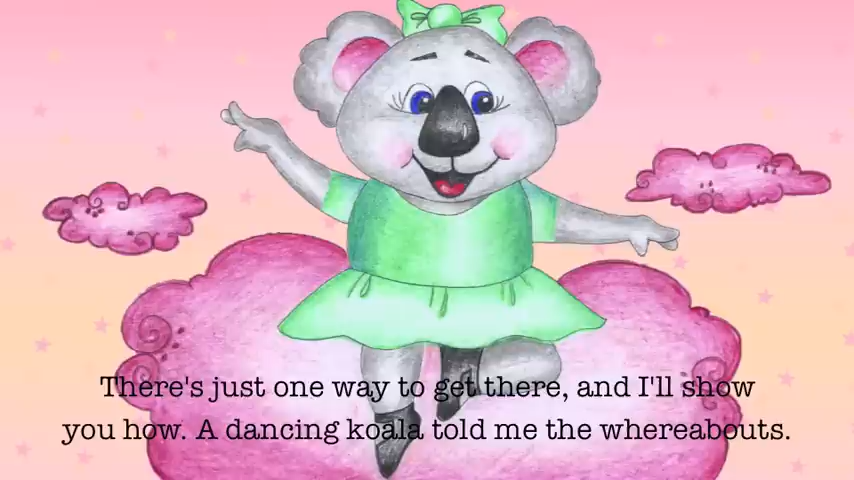 There's just one way to get there, and I'll show
you how. A dancing koala told me the whereabouts.